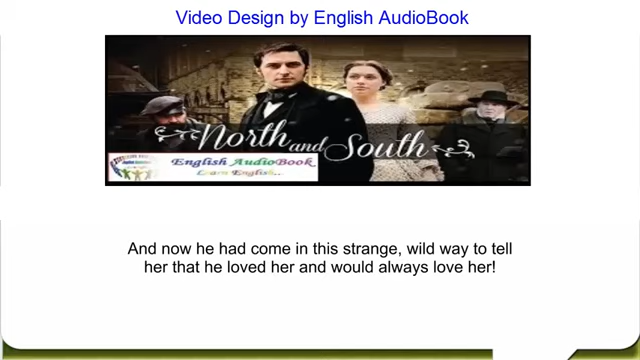 Video Design by English AudioBook
North and South
English AudioBook
Learn English...
And now he had come in this strange, wild way to tell
her that he loved her and would always love her!